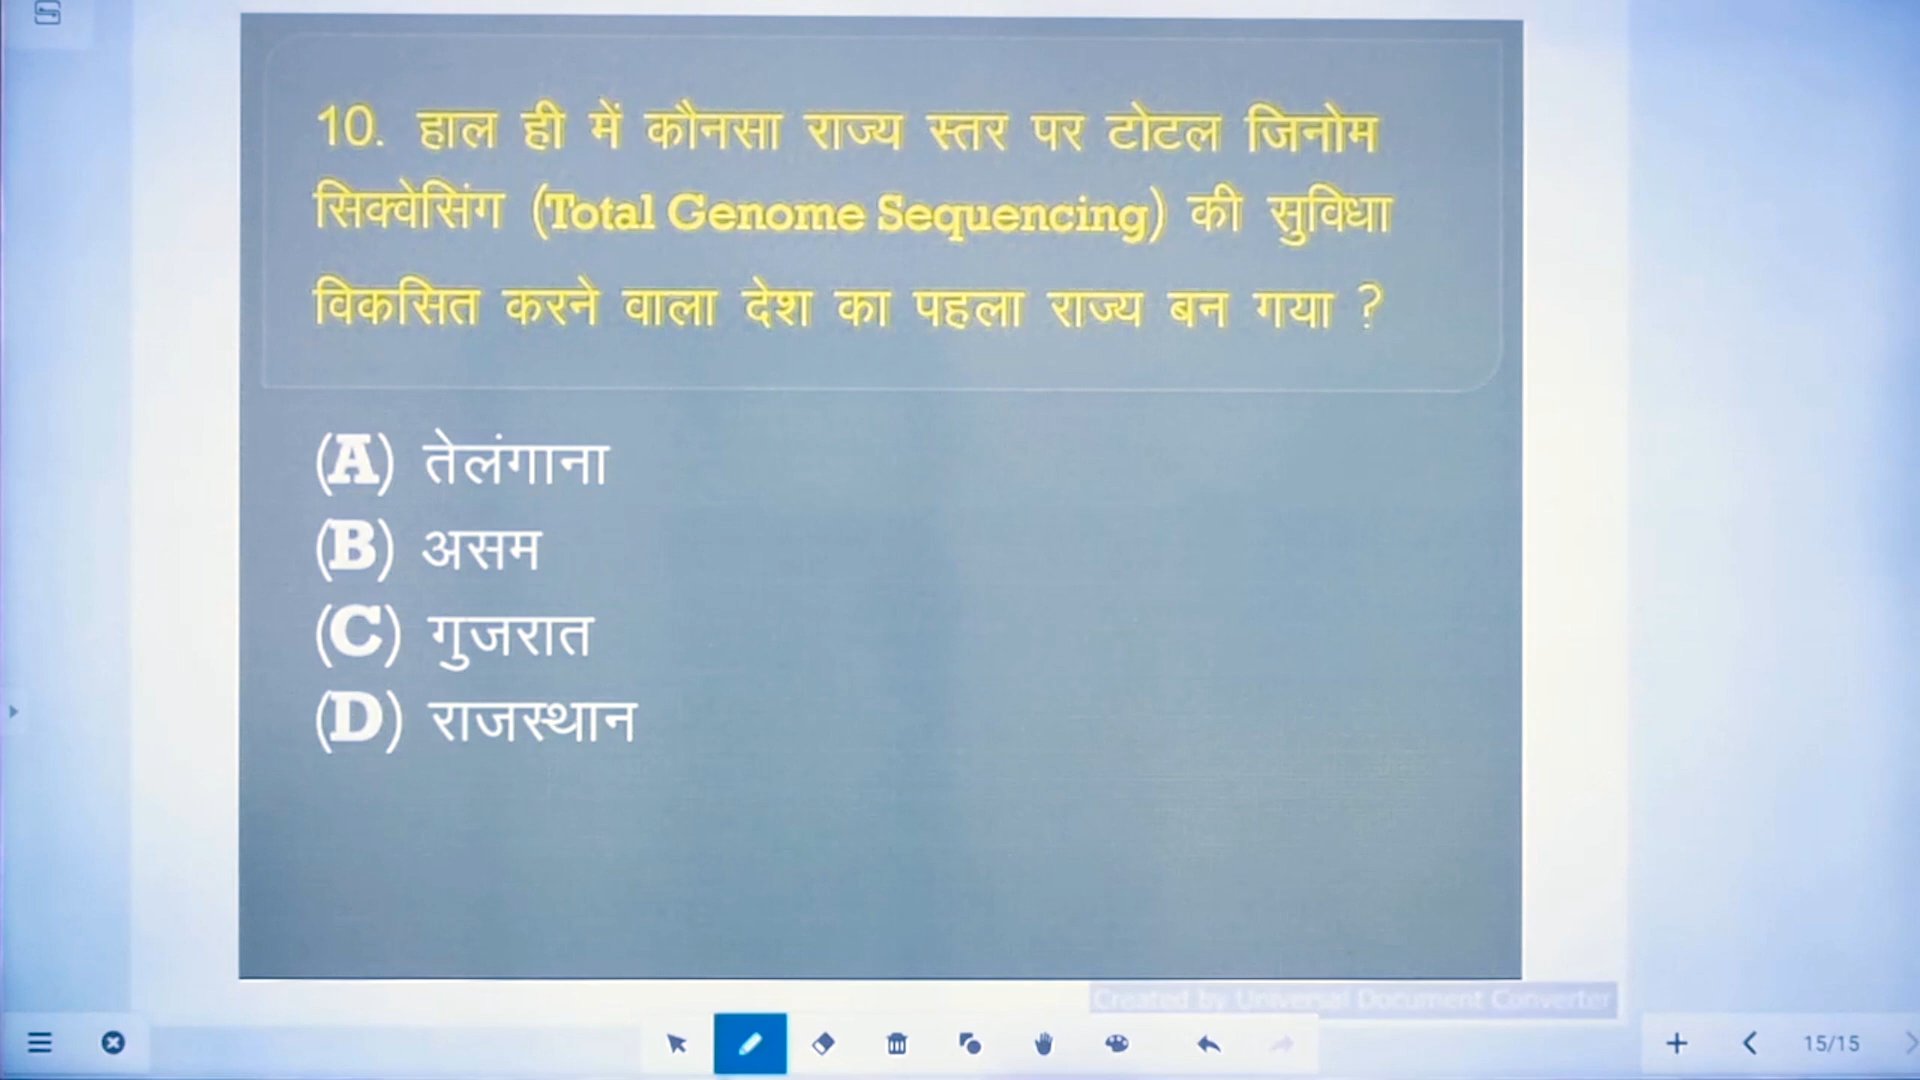 10. हाल ही में कौनसा राज्य स्तर पर टोटल जिनोम
सिक्वेसिंग (Total Genome Sequencing) की सुविधा
विकसित करने वाला देश का पहला राज्य बन गया ?
(A) तेलंगाना
(B) असम
(C) गुजरात
(D) राजस्थान
Created by Universal Document Converter
15/15